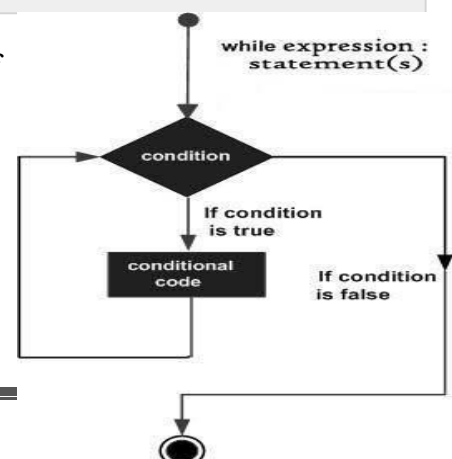 while expression :
statement(s)
condition
If condition
is true
conditional
code
If condition
is false